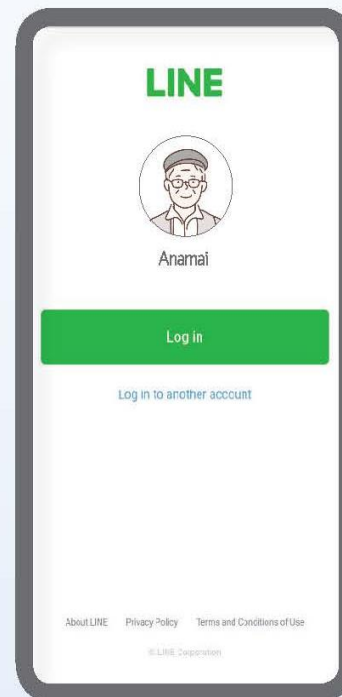 LINE
Anamai
Log in
Log in to another account
About LINE Privacy Policy Terms and Conditions of Use
© LINE Corporation